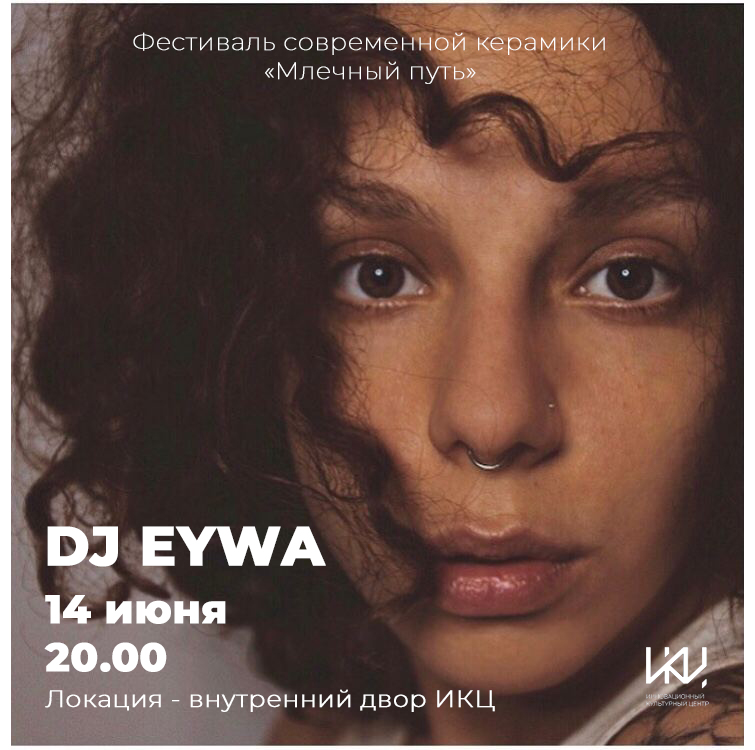 Фестиваль современной керамики
«Млечный путь»
DJ EYWA
14 июня
20.00
Локация - внутренний двор ИКЦ
ИКЦ
ИННОВАЦИОННЫЙ
КУЛЬТУРНЫЙ ЦЕНТР